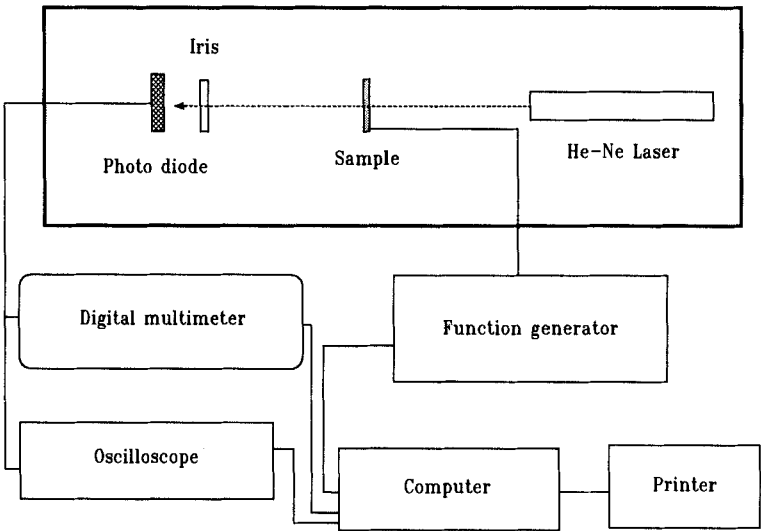 Iris
Photo diode
Sample
He-Ne Laser
Digital multimeter
Function generator
Oscilloscope
Computer
Printer